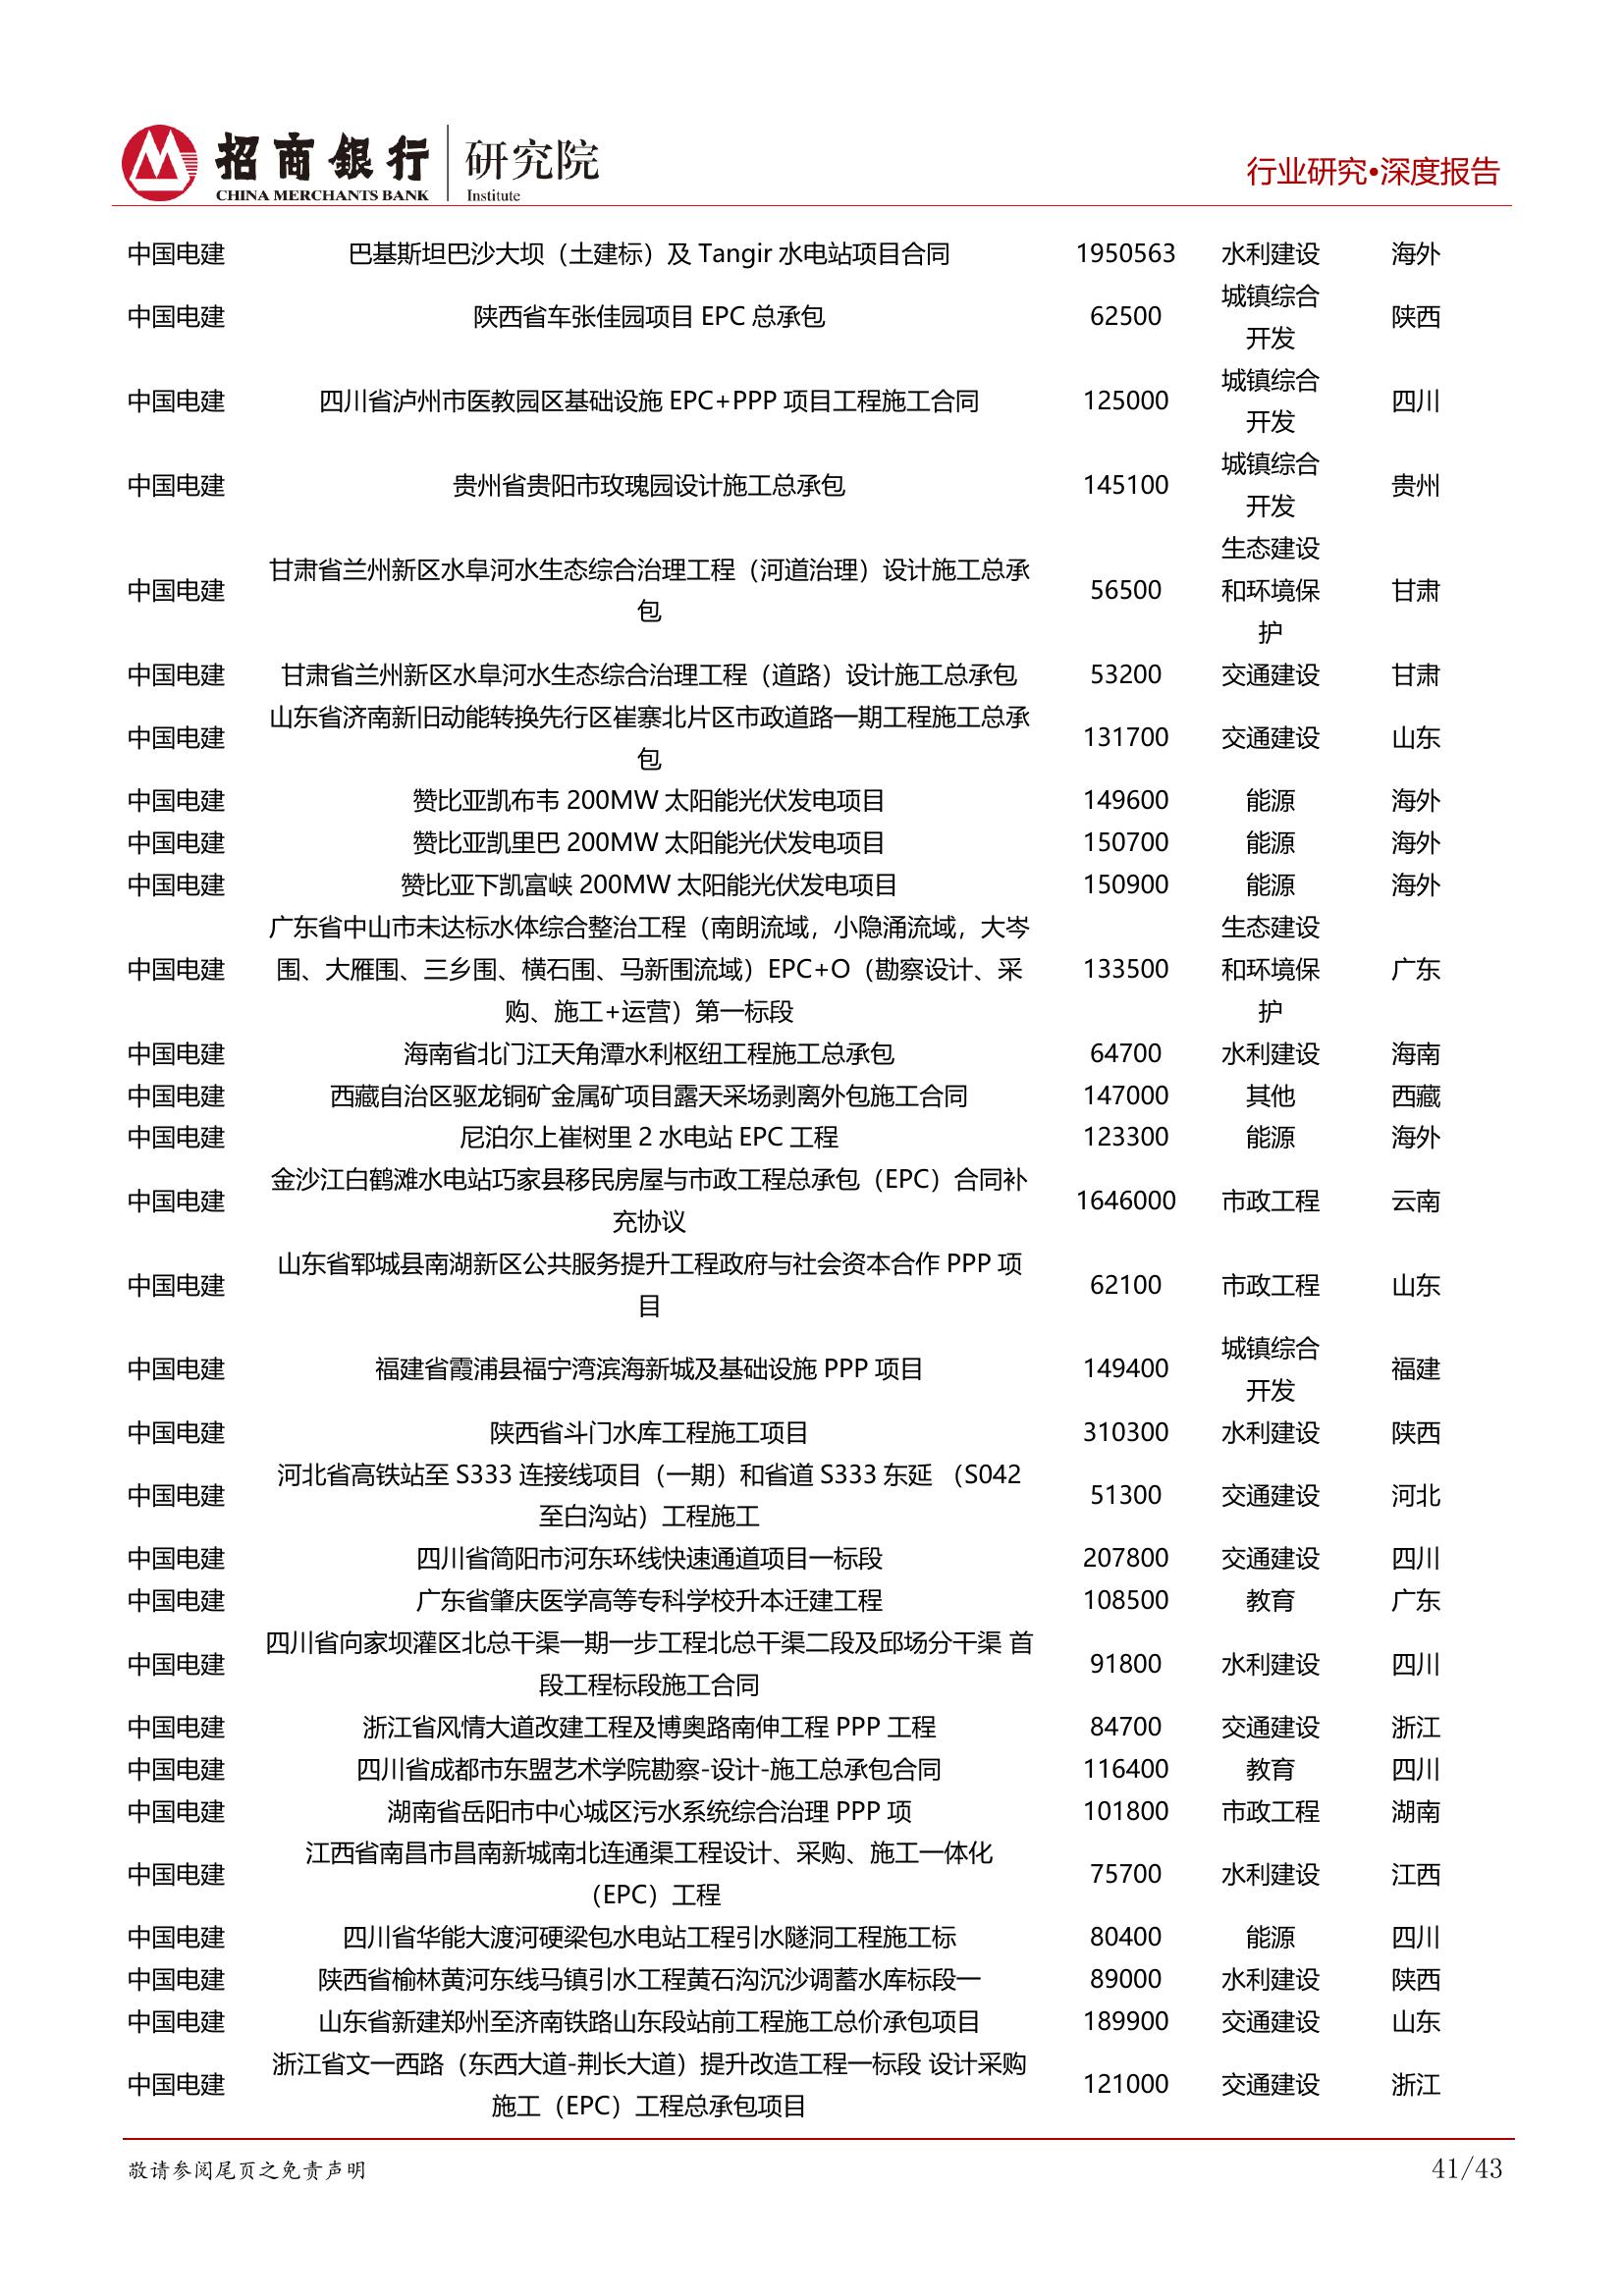 招商银行 研究院
CHINA MERCHANTS BANK Institute
行业研究•深度报告
中国电建 巴基斯坦巴沙大坝（土建标）及 Tangir 水电站项目合同 1950563 水利建设 海外
城镇综合
中国电建 陕西省车张佳园项目 EPC 总承包 62500 陕西
开发
城镇综合
中国电建 四川省泸州市医教园区基础设施 EPC+PPP 项目工程施工合同 125000 四川
开发
城镇综合
中国电建 贵州省贵阳市玫瑰园设计施工总承包 145100 贵州
开发
生态建设
甘肃省兰州新区水阜河水生态综合治理工程（河道治理）设计施工总承
中国电建 56500 和环境保 甘肃
包
护
中国电建 甘肃省兰州新区水阜河水生态综合治理工程（道路）设计施工总承包 53200 交通建设 甘肃
山东省济南新旧动能转换先行区崔寨北片区市政道路一期工程施工总承
中国电建 131700 交通建设 山东
包
中国电建 赞比亚凯布韦 200MW 太阳能光伏发电项目 149600 能源 海外
中国电建 赞比亚凯里巴 200MW 太阳能光伏发电项目 150700 能源 海外
中国电建 赞比亚下凯富峡 200MW 太阳能光伏发电项目 150900 能源 海外
广东省中山市未达标水体综合整治工程（南朗流域，小隐涌流域，大岑 生态建设
中国电建 围、大雁围、三乡围、横石围、马新围流域）EPC+O（勘察设计、采 133500 和环境保 广东
购、施工+运营）第一标段 护
中国电建 海南省北门江天角潭水利枢纽工程施工总承包 64700 水利建设 海南
中国电建 西藏自治区驱龙铜矿金属矿项目露天采场剥离外包施工合同 147000 其他 西藏
中国电建 尼泊尔上崔树里 2 水电站 EPC 工程 123300 能源 海外
金沙江白鹤滩水电站巧家县移民房屋与市政工程总承包（EPC）合同补
中国电建 1646000 市政工程 云南
充协议
山东省郓城县南湖新区公共服务提升工程政府与社会资本合作 PPP 项
中国电建 62100 市政工程 山东
目
城镇综合
中国电建 福建省霞浦县福宁湾滨海新城及基础设施 PPP 项目 149400 福建
开发
中国电建 陕西省斗门水库工程施工项目 310300 水利建设 陕西
河北省高铁站至 S333 连接线项目（一期）和省道 S333 东延 （S042
中国电建 51300 交通建设 河北
至白沟站）工程施工
中国电建 四川省简阳市河东环线快速通道项目一标段 207800 交通建设 四川
中国电建 广东省肇庆医学高等专科学校升本迁建工程 108500 教育 广东
四川省向家坝灌区北总干渠一期一步工程北总干渠二段及邱场分干渠 首
中国电建 91800 水利建设 四川
段工程标段施工合同
中国电建 浙江省风情大道改建工程及博奥路南伸工程 PPP 工程 84700 交通建设 浙江
中国电建 四川省成都市东盟艺术学院勘察-设计-施工总承包合同 116400 教育 四川
中国电建 湖南省岳阳市中心城区污水系统综合治理 PPP 项 101800 市政工程 湖南
江西省南昌市昌南新城南北连通渠工程设计、采购、施工一体化
中国电建 75700 水利建设 江西
（EPC）工程
中国电建 四川省华能大渡河硬梁包水电站工程引水隧洞工程施工标 80400 能源 四川
中国电建 陕西省榆林黄河东线马镇引水工程黄石沟沉沙调蓄水库标段一 89000 水利建设 陕西
中国电建 山东省新建郑州至济南铁路山东段站前工程施工总价承包项目 189900 交通建设 山东
浙江省文一西路（东西大道-荆长大道）提升改造工程一标段 设计采购
中国电建 121000 交通建设 浙江
施工（EPC）工程总承包项目
敬请参阅尾页之免责声明 41/43